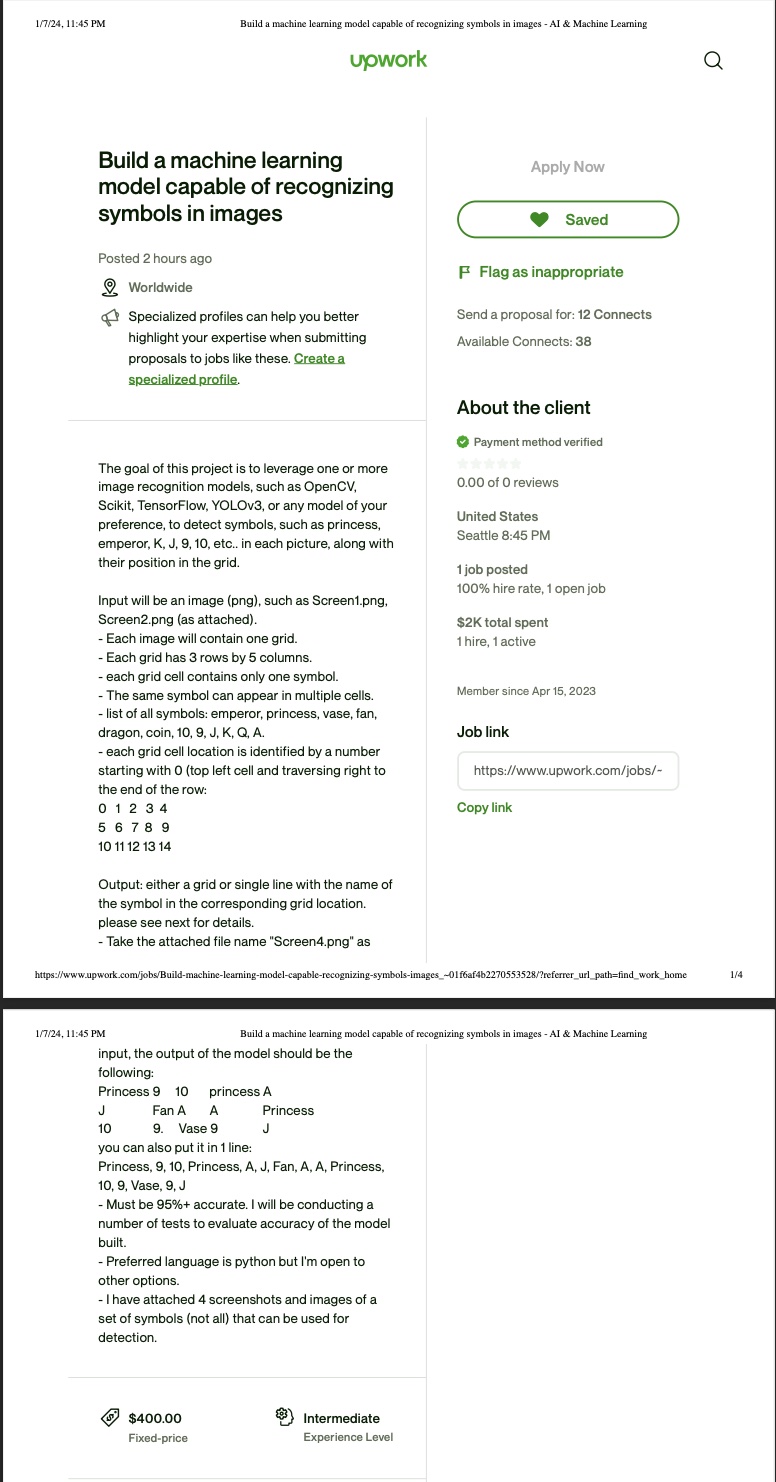 1/7/24, 11:45 PM
Build a machine learning model capable of recognizing symbols in images - AI & Machine Learning
upwork
Build a machine learning
model capable of recognizing
symbols in images
Posted 2 hours ago
Worldwide
Specialized profiles can help you better
highlight your expertise when submitting
proposals to jobs like these. Create a
specialized profile.
The goal of this project is to leverage one or more
image recognition models, such as OpenCV,
Scikit, TensorFlow, YOLOv3, or any model of your
preference, to detect symbols, such as princess,
emperor, K, J, 9, 10, etc.. in each picture, along with
their position in the grid.
Input will be an image (png), such as Screen1.png,
Screen2.png (as attached).
- Each image will contain one grid.
- Each grid has 3 rows by 5 columns.
- each grid cell contains only one symbol.
- The same symbol can appear in multiple cells.
- list of all symbols: emperor, princess, vase, fan,
dragon, coin, 10, 9, J, K, Q, A.
- each grid cell location is identified by a number
starting with 0 (top left cell and traversing right to
the end of the row:
0 1 2 3 4
5 6 7 8 9
10 11 12 13 14
Output: either a grid or single line with the name of
the symbol in the corresponding grid location.
please see next for details.
- Take the attached file name "Screen4.png" as
Apply Now
Saved
Flag as inappropriate
Send a proposal for: 12 Connects
Available Connects: 38
About the client
Payment method verified
0.00 of 0 reviews
United States
Seattle 8:45 PM
1 job posted
100% hire rate, 1 open job
$2K total spent
1 hire, 1 active
Member since Apr 15, 2023
Job link
https://www.upwork.com/jobs/~
Copy link
https://www.upwork.com/jobs/Build-machine-learning-model-capable-recognizing-symbols-images_~01f6af4b2270553528/?referrer_url_path=find_work_home
1/4
1/7/24, 11:45 PM
Build a machine learning model capable of recognizing symbols in images - AI & Machine Learning
input, the output of the model should be the
following:
Princess 9 10 princess A
J Fan A A Princess
10 9. Vase 9 J
you can also put it in 1 line:
Princess, 9, 10, Princess, A, J, Fan, A, A, Princess,
10, 9, Vase, 9, J
- Must be 95%+ accurate. I will be conducting a
number of tests to evaluate accuracy of the model
built.
- Preferred language is python but I'm open to
other options.
- I have attached 4 screenshots and images of a
set of symbols (not all) that can be used for
detection.
$400.00
Fixed-price
Intermediate
Experience Level